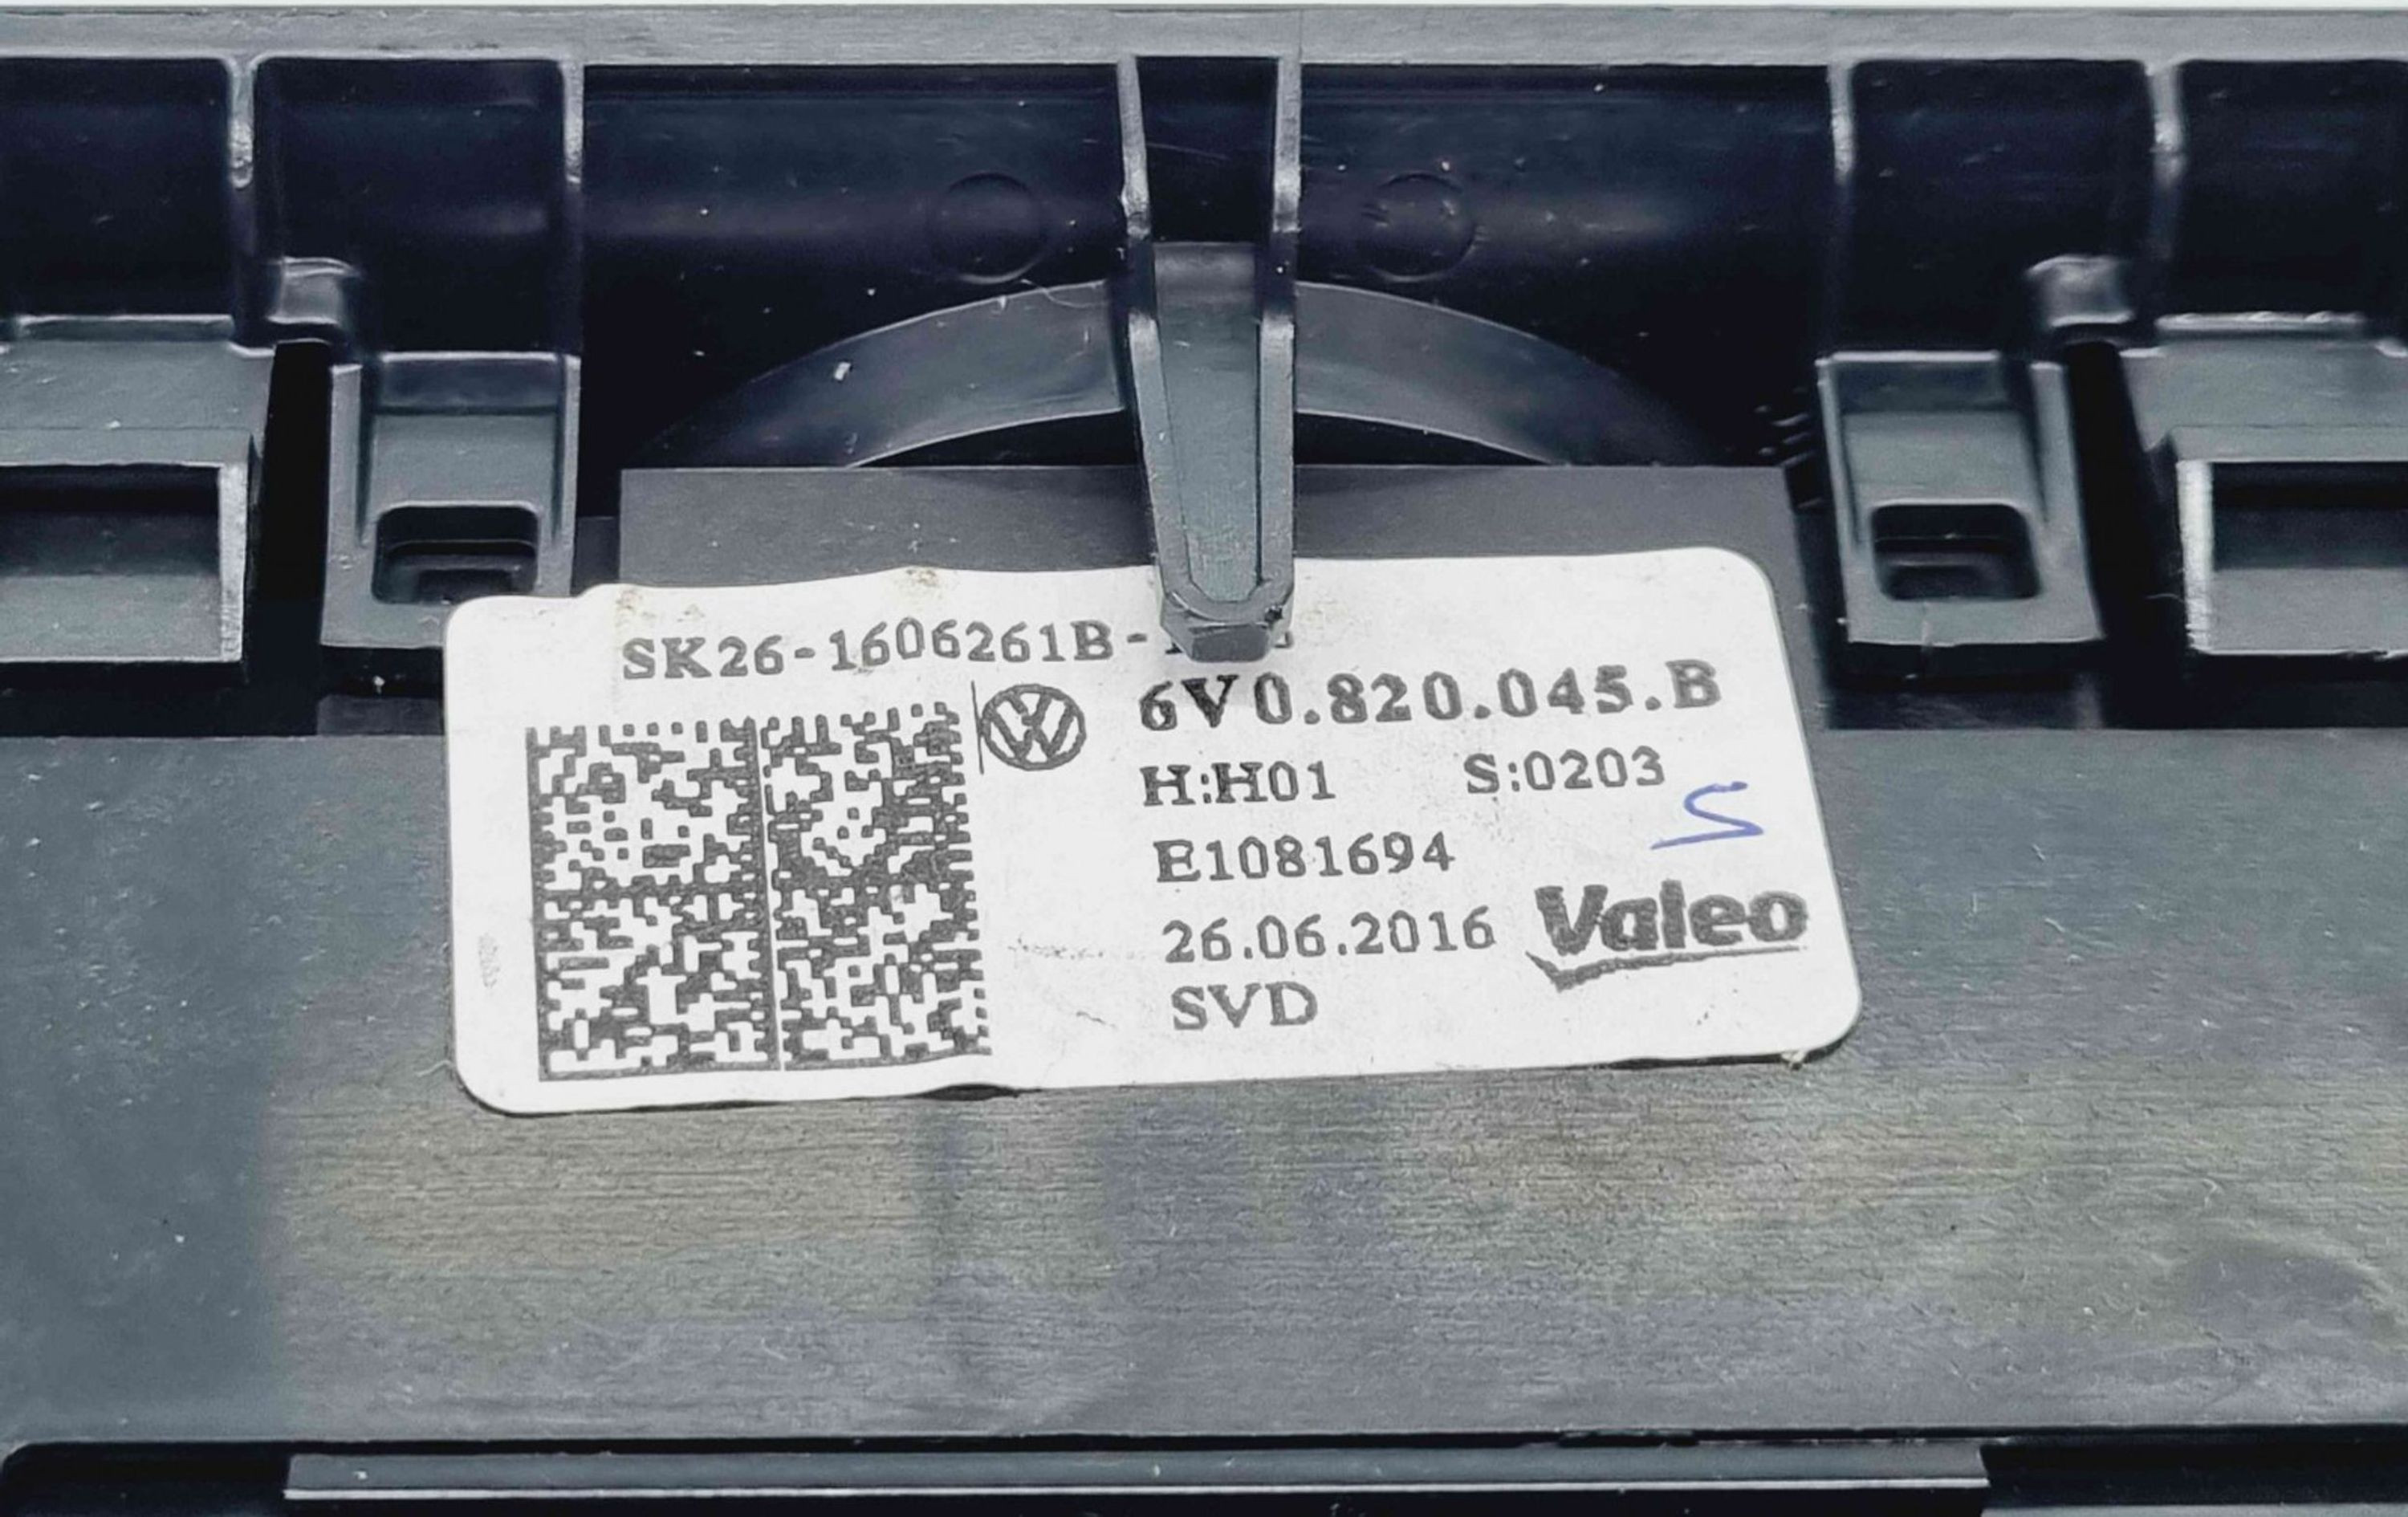 SK26-1606261B-
6V0.820.045.B
H:H01 S:0203
S
E1081694
26.06.2016 Valeo
SVD